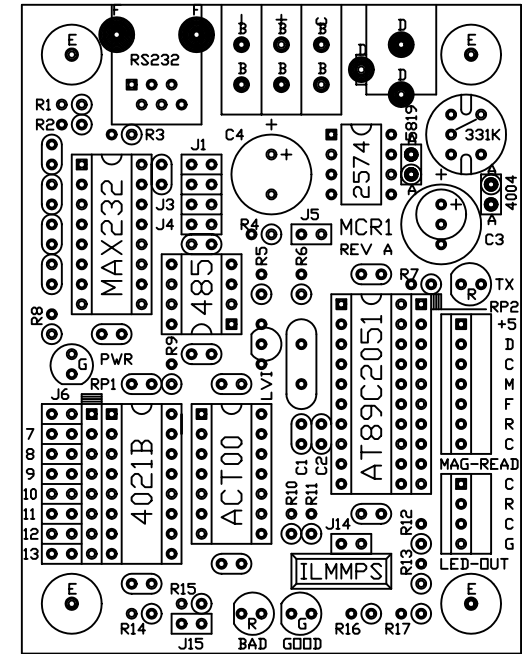 F F
- + C
B B B
B B B
D
D
D
E
E
RS232
R1
R2
R3
C4
+
+
5819
331K
J1
2574
A
A
A
A
4004
MAX232
J3
J4
R4
J5
MCR1
REV A
+
+
C3
R5
R6
485
R7
R
TX
RP2
R8
G
PWR
R9
LVI
AT89C2051
+5
D
C
M
F
R
C
MAG-READ
J6
RP1
7
8
9
10
11
12
13
4021B
ACT00
C1
C2
R10
R11
J14
R12
R13
C
R
C
G
LED-OUT
ILMMPS
E
E
R14
R15
J15
R
BAD
G
GOOD
R16
R17